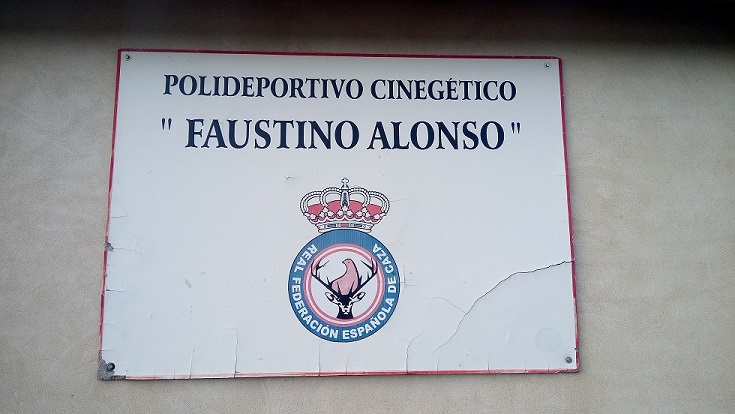 POLIDEPORTIVO CINEGÉTICO
" FAUSTINO ALONSO "
REAL FEDERACIÓN ESPAÑOLA DE CAZA